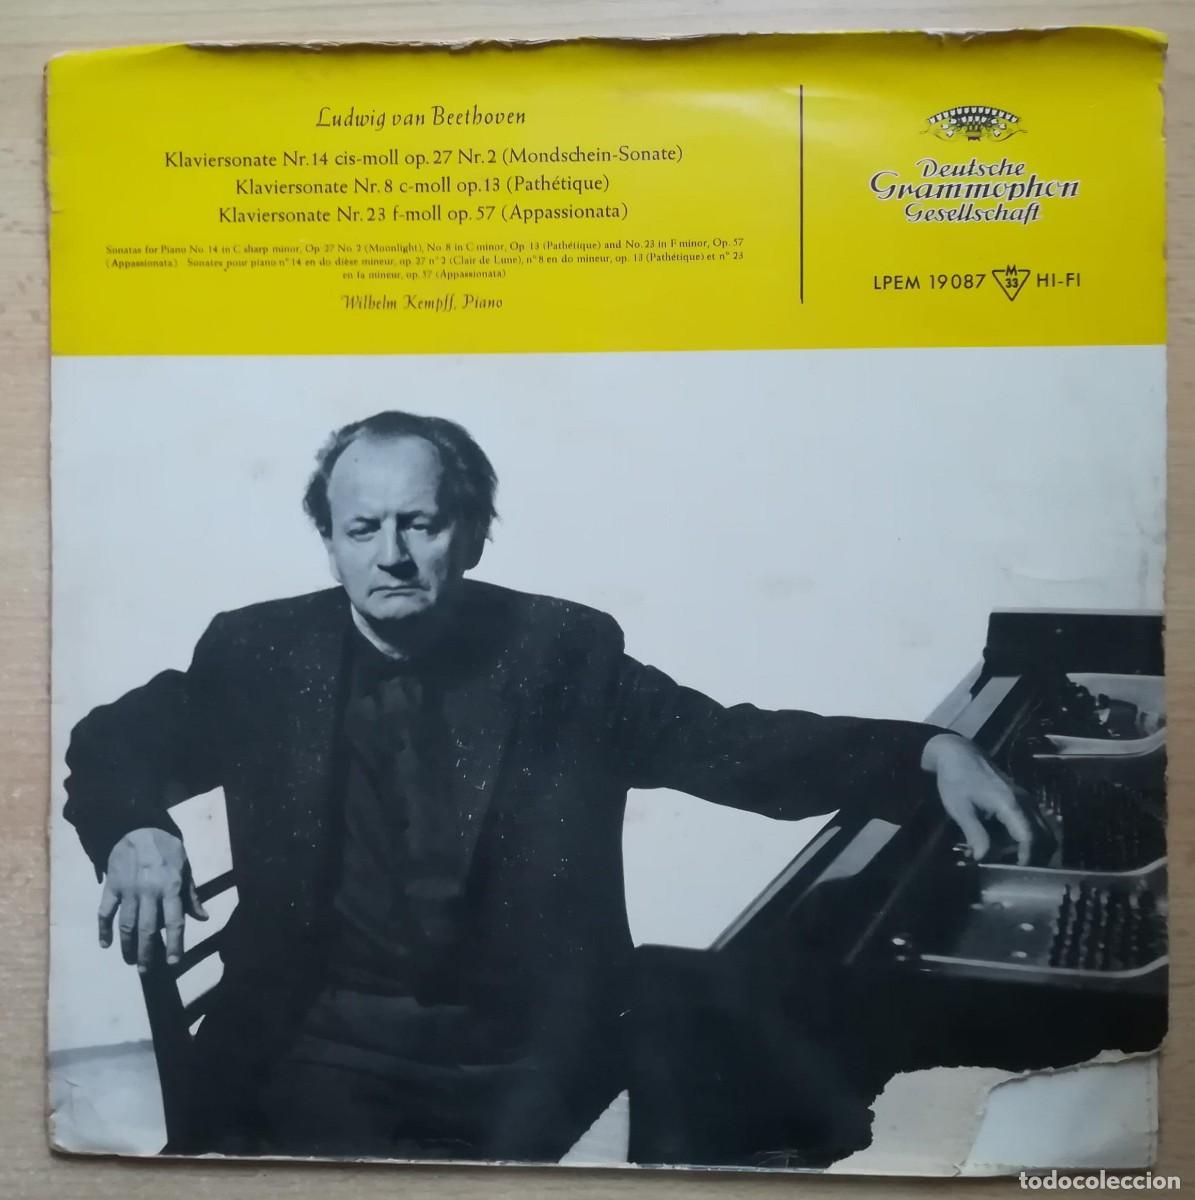 Ludwig van Beethoven
Klaviersonate Nr. 14 cis-moll op. 27 Nr. 2 (Mondschein-Sonate)
Klaviersonate Nr. 8 c-moll op. 13 (Pathétique)
Klaviersonate Nr. 23 f-moll op. 57 (Appassionata)
Sonatas for Piano No. 14 in C sharp minor, Op. 27 No. 2 (Moonlight), No. 8 in C minor, Op. 13 (Pathétique) and No. 23 in F minor, Op. 57
(Appassionata) Sonates pour piano n° 14 en do dièse mineur, op. 27 n° 2 (Clair de Lune), n° 8 en do mineur, op. 13 (Pathétique) et n° 23
en fa mineur, op. 57 (Appassionata)
Wilhelm Kempff, Piano
Deutsche
Grammophon
Gesellschaft
LPEM 19087 M 33 HI-FI
todocoleccion